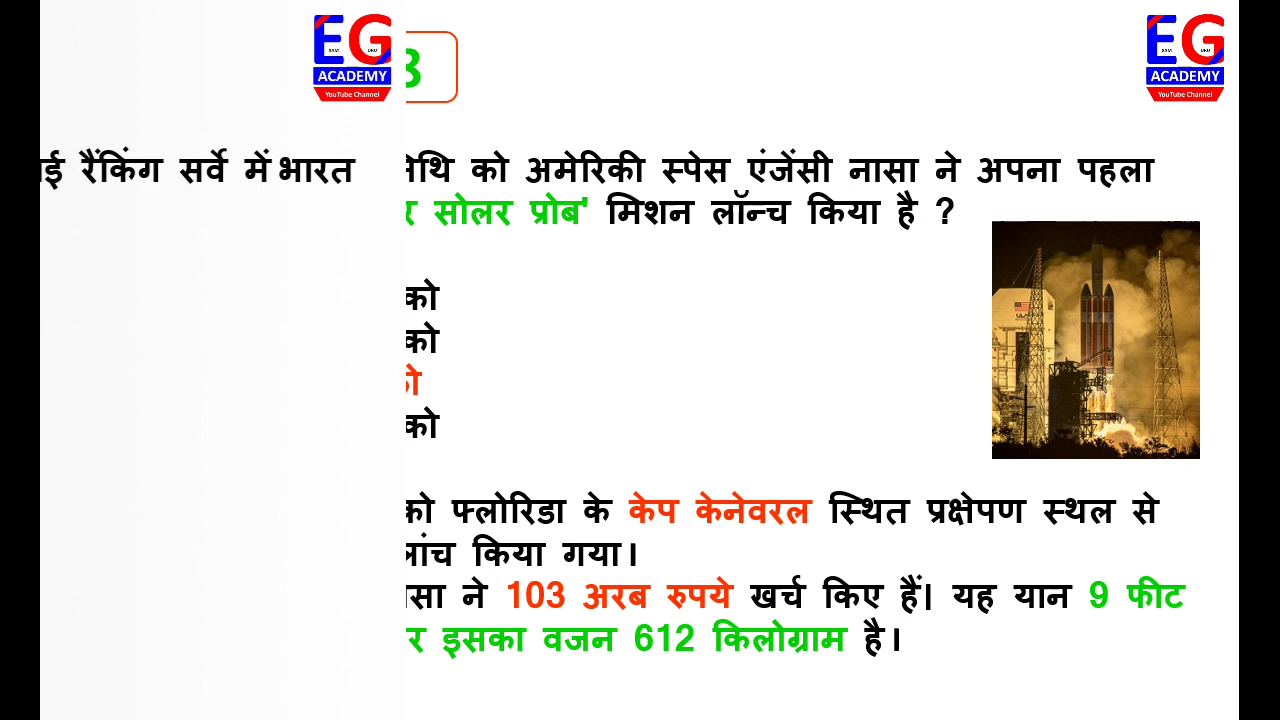 EG
ACADEMY
YouTube Channel
EG
ACADEMY
YouTube Channel
रैंकिंग सर्वे में भारत
को अमेरिकी स्पेस एंजेंसी नासा ने अपना पहला
सोलर प्रोब' मिशन लॉन्च किया है ?
को
को
को
को
को फ्लोरिडा के केप केनेवरल स्थित प्रक्षेपण स्थल से
लांच किया गया।
ने 103 अरब रुपये खर्च किए हैं। यह यान 9 फीट
इसका वजन 612 किलोग्राम है।